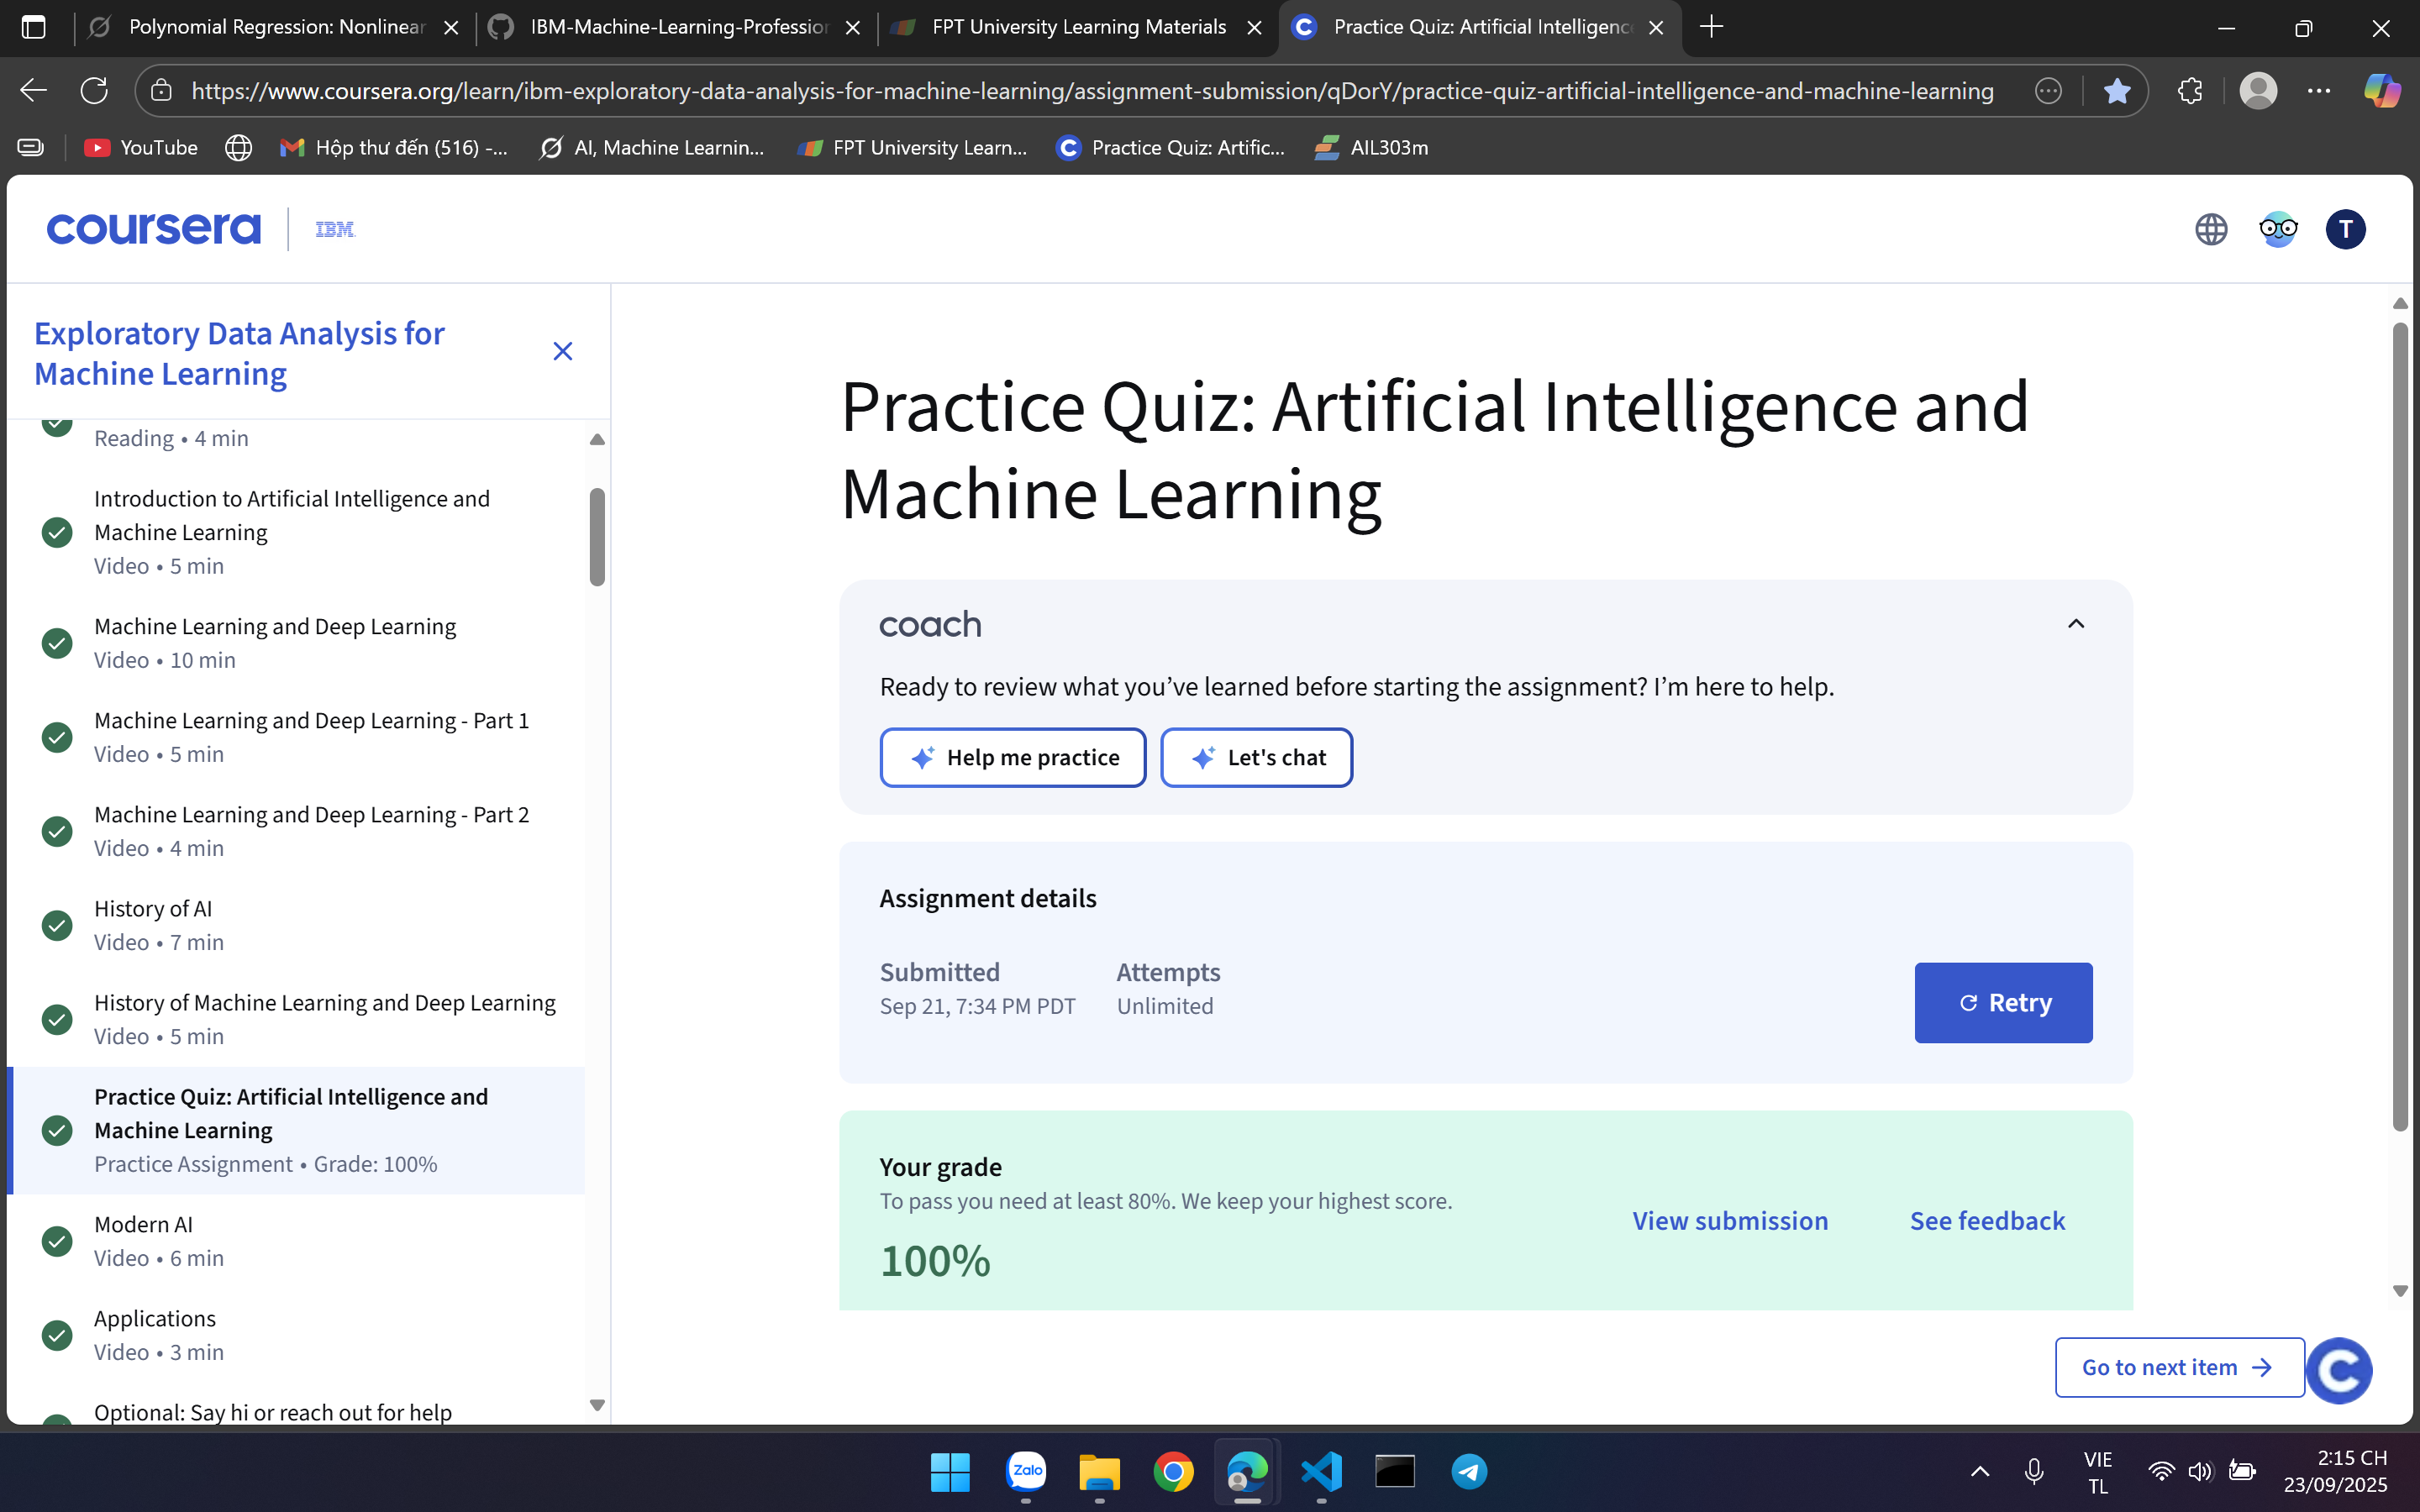 Polynomial Regression: Nonlinear
IBM-Machine-Learning-Profession
FPT University Learning Materials
Practice Quiz: Artificial Intelligenc
https://www.coursera.org/learn/ibm-exploratory-data-analysis-for-machine-learning/assignment-submission/qDorY/practice-quiz-artificial-intelligence-and-machine-learning
YouTube
Hộp thư đến (516) -...
AI, Machine Learnin...
FPT University Learn...
Practice Quiz: Artific...
AIL303m
coursera
IBM
T
Exploratory Data Analysis for
Machine Learning
Reading • 4 min
Introduction to Artificial Intelligence and
Machine Learning
Video • 5 min
Machine Learning and Deep Learning
Video • 10 min
Machine Learning and Deep Learning - Part 1
Video • 5 min
Machine Learning and Deep Learning - Part 2
Video • 4 min
History of AI
Video • 7 min
History of Machine Learning and Deep Learning
Video • 5 min
Practice Quiz: Artificial Intelligence and
Machine Learning
Practice Assignment • Grade: 100%
Modern AI
Video • 6 min
Applications
Video • 3 min
Optional: Say hi or reach out for help
Practice Quiz: Artificial Intelligence and
Machine Learning
coach
Ready to review what you've learned before starting the assignment? I'm here to help.
Help me practice
Let's chat
Assignment details
Submitted
Attempts
Sep 21, 7:34 PM PDT
Unlimited
Retry
Your grade
To pass you need at least 80%. We keep your highest score.
100%
View submission
See feedback
Go to next item
Zalo
VIE
TL
2:15 CH
23/09/2025